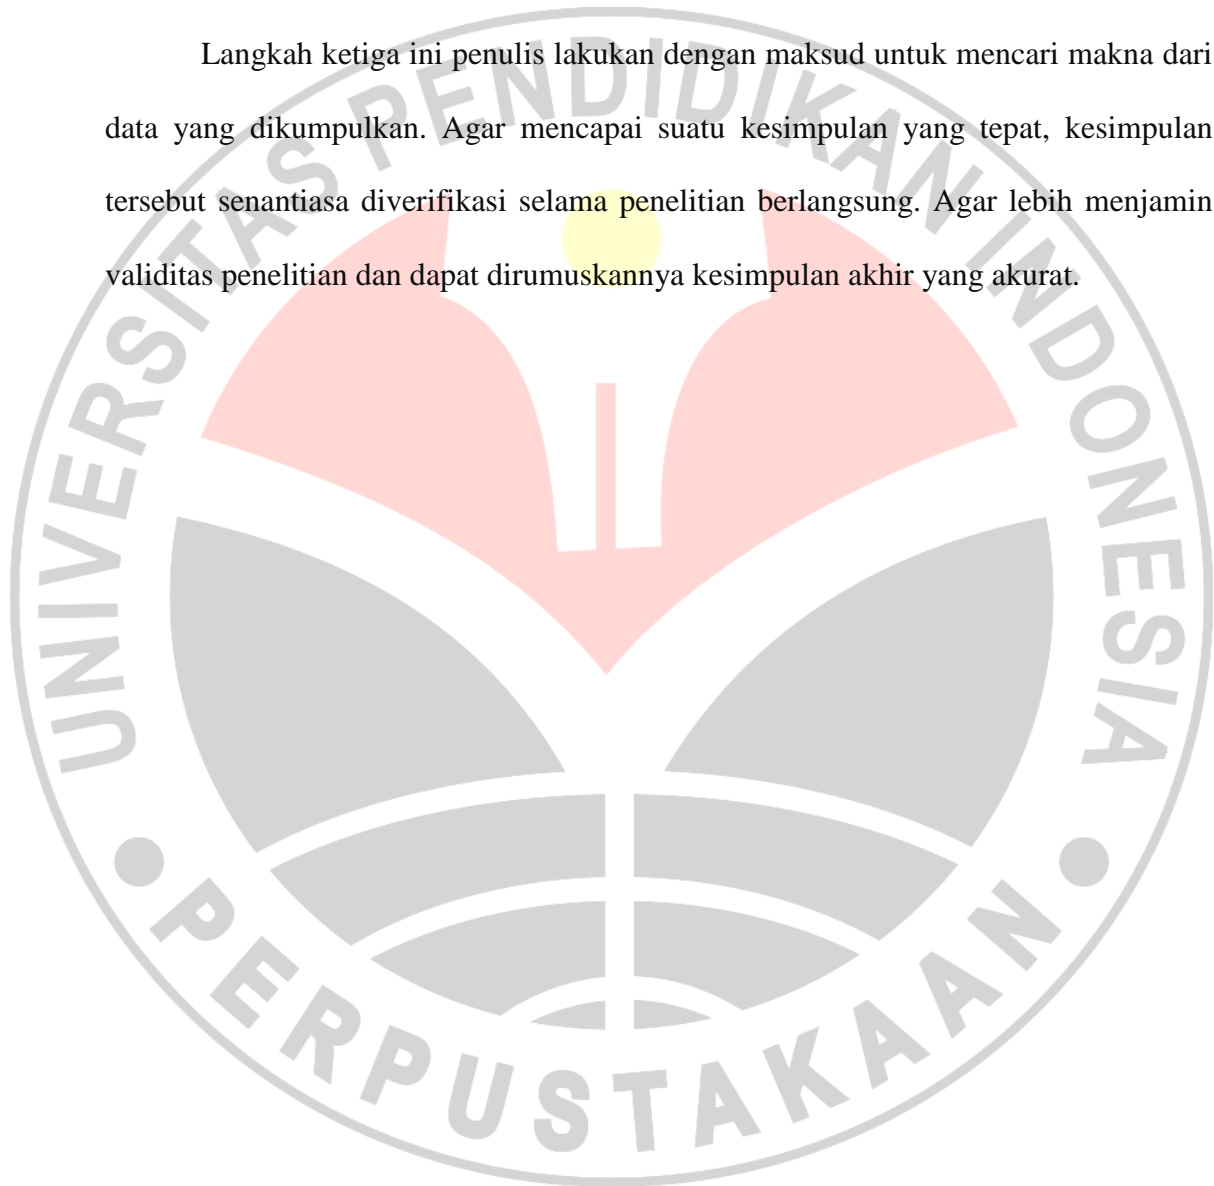 Langkah ketiga ini penulis lakukan dengan maksud untuk mencari makna dari
data yang dikumpulkan. Agar mencapai suatu kesimpulan yang tepat, kesimpulan
tersebut senantiasa diverifikasi selama penelitian berlangsung. Agar lebih menjamin
validitas penelitian dan dapat dirumuskannya kesimpulan akhir yang akurat.
UNIVERSITAS PENDIDIKAN INDONESIA
PERPUSTAKAAN